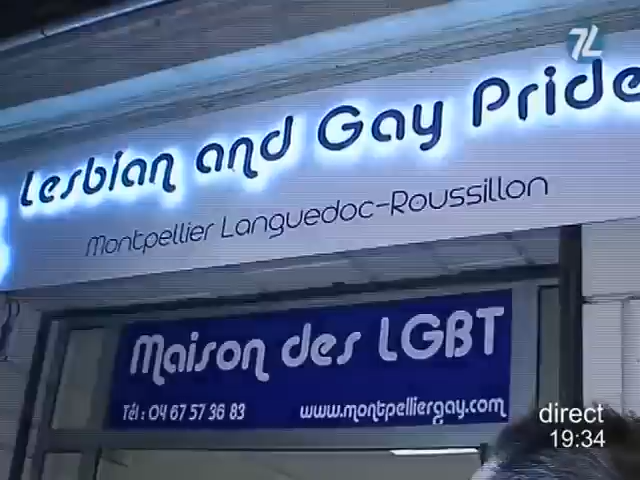 7L
Lesbian and Gay Pride
Montpellier Languedoc-Roussillon
Maison des LGBT
Tél : 04 67 57 36 83
www.montpelliergay.com
direct
19:34